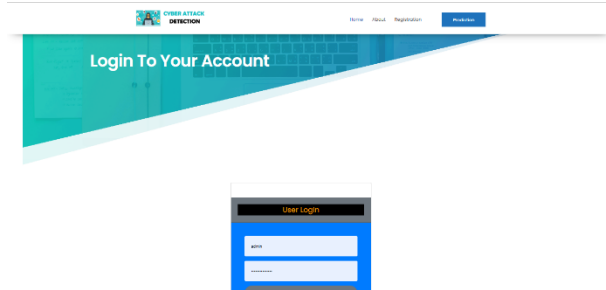 CYBER ATTACK
DETECTION
Home About Registration Prediction
Login To Your Account
User Login
admin